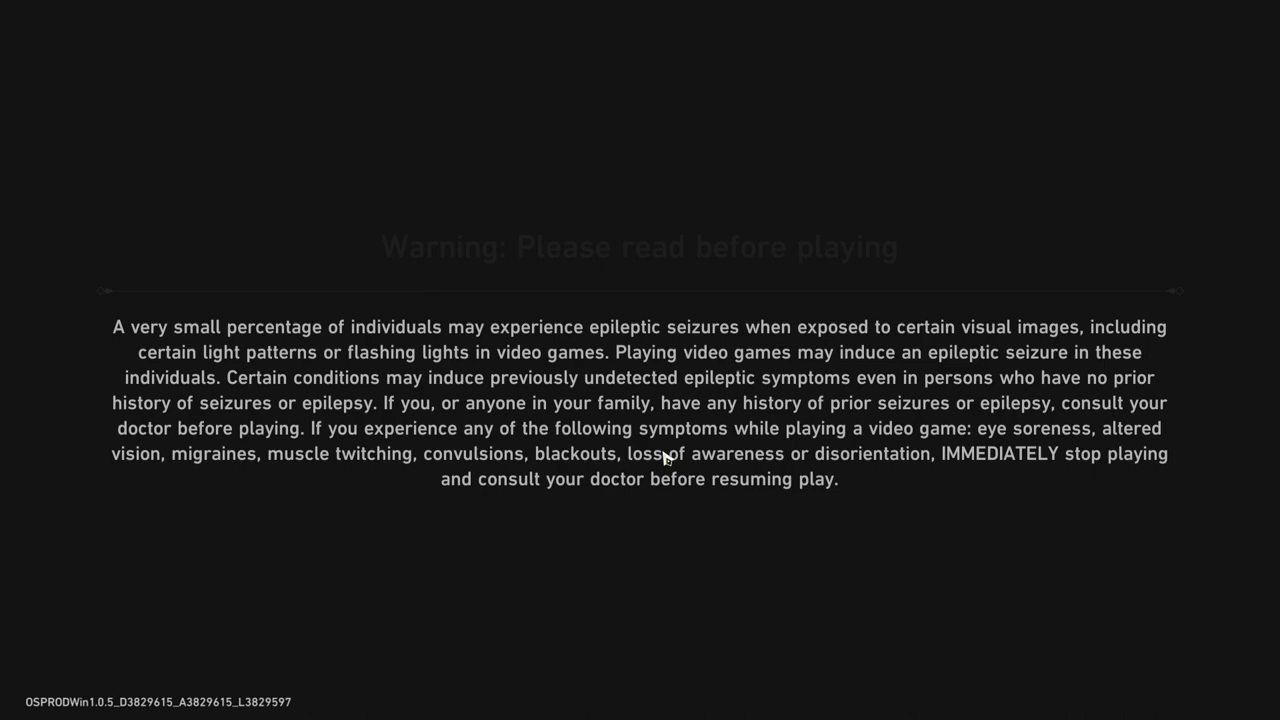 Warning: Please read before playing
A very small percentage of individuals may experience epileptic seizures when exposed to certain visual images, including
certain light patterns or flashing lights in video games. Playing video games may induce an epileptic seizure in these
individuals. Certain conditions may induce previously undetected epileptic symptoms even in persons who have no prior
history of seizures or epilepsy. If you, or anyone in your family, have any history of prior seizures or epilepsy, consult your
doctor before playing. If you experience any of the following symptoms while playing a video game: eye soreness, altered
vision, migraines, muscle twitching, convulsions, blackouts, loss of awareness or disorientation, IMMEDIATELY stop playing
and consult your doctor before resuming play.
OSPRODWin1.0.5_D3829615_A3829615_L3829597